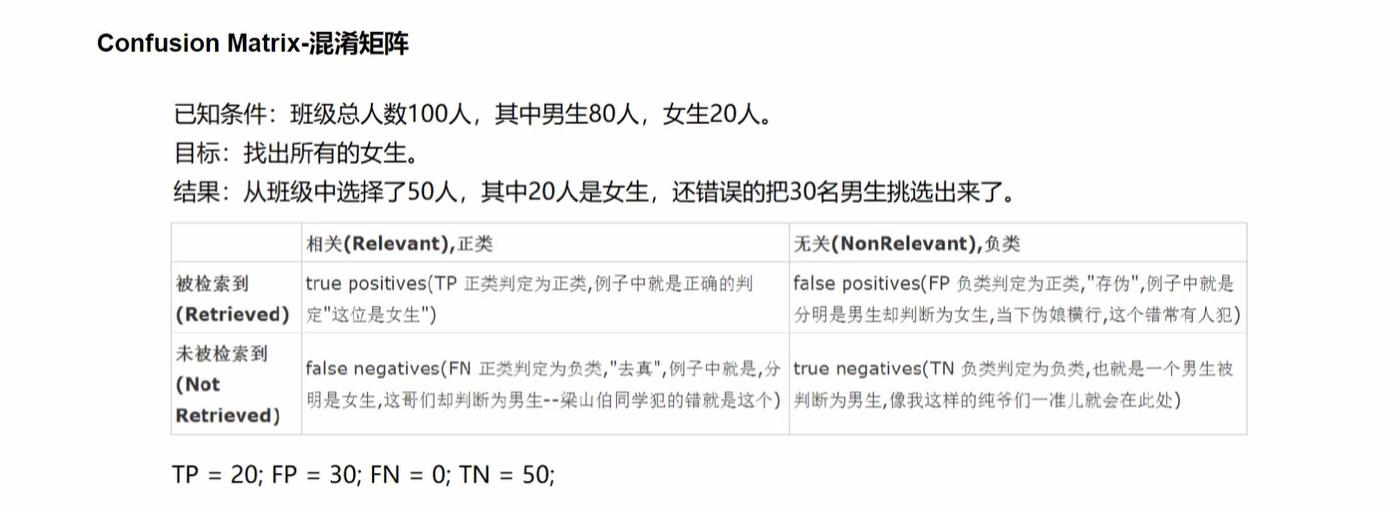 Confusion Matrix-混淆矩阵
已知条件：班级总人数100人，其中男生80人，女生20人。
目标：找出所有的女生。
结果：从班级中选择了50人，其中20人是女生，还错误的把30名男生挑选出来了。
相关(Relevant),正类
无关(NonRelevant),负类
被检索到
(Retrieved)
true positives(TP 正类判定为正类,例子中就是正确的判
定"这位是女生")
false positives(FP 负类判定为正类,"存伪",例子中就是
分明是男生却判断为女生,当下伪娘横行,这个错常有人犯)
未被检索到
(Not
Retrieved)
false negatives(FN 正类判定为负类,"去真",例子中就是,分
明是女生,这哥们却判断为男生--梁山伯同学犯的错就是这个)
true negatives(TN 负类判定为负类,也就是一个男生被
判断为男生,像我这样的纯爷们一准儿就会在此处)
TP = 20; FP = 30; FN = 0; TN = 50;